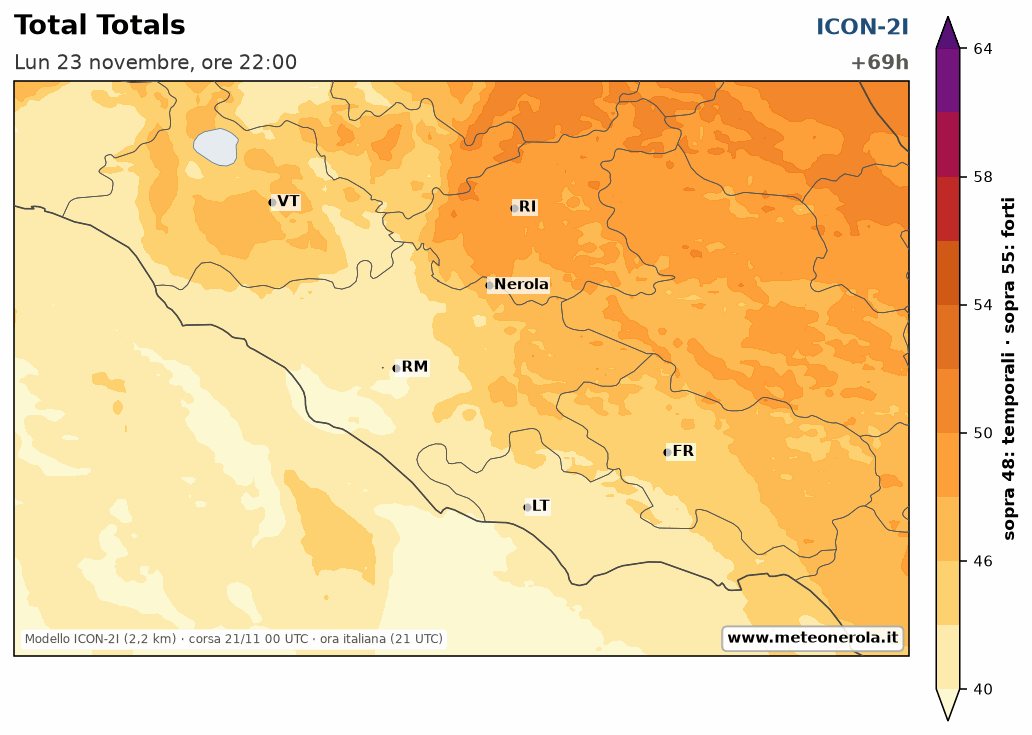 Total Totals
ICON-2I
Lun 23 novembre, ore 22:00
+69h
VT
RI
Nerola
RM
FR
LT
Modello ICON-2I (2,2 km) · corsa 21/11 00 UTC · ora italiana (21 UTC)
www.meteonerola.it
64
58
54
50
46
40
sopra 48: temporali · sopra 55: forti